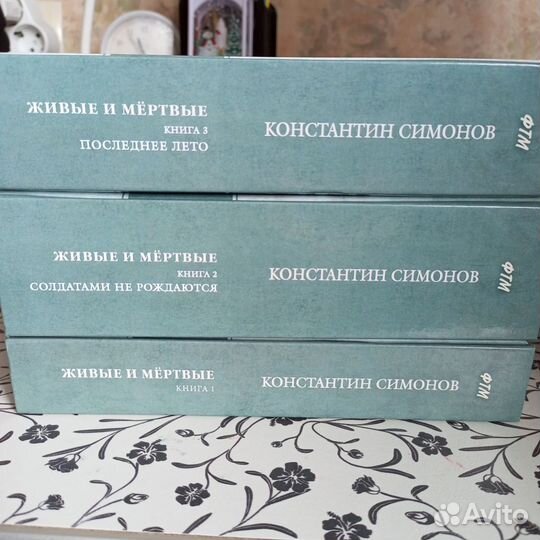 ЖИВЫЕ И МЁРТВЫЕ
КНИГА 3
ПОСЛЕДНЕЕ ЛЕТО
КОНСТАНТИН СИМОНОВ
ФТМ
ЖИВЫЕ И МЁРТВЫЕ
КНИГА 2
СОЛДАТАМИ НЕ РОЖДАЮТСЯ
КОНСТАНТИН СИМОНОВ
ФТМ
ЖИВЫЕ И МЁРТВЫЕ
КНИГА 1
КОНСТАНТИН СИМОНОВ
ФТМ
Avito